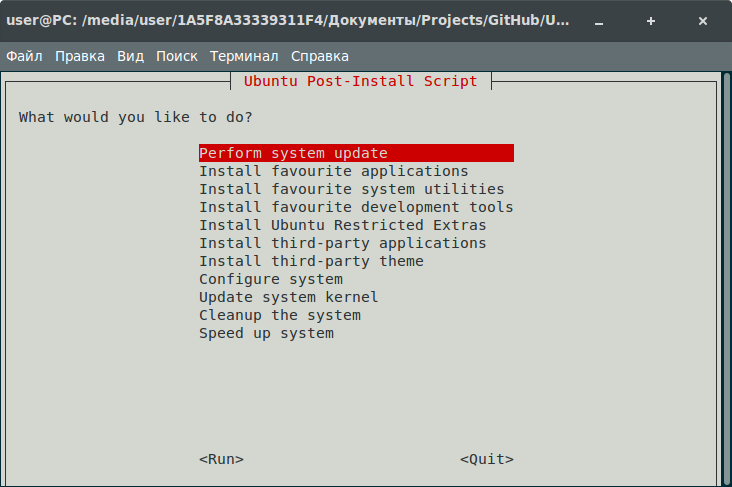 user@PC: /media/user/1A5F8A33339311F4/Документы/Projects/GitHub/U...
Файл Правка Вид Поиск Терминал Справка
Ubuntu Post-Install Script
What would you like to do?
Perform system update
Install favourite applications
Install favourite system utilities
Install favourite development tools
Install Ubuntu Restricted Extras
Install third-party applications
Install third-party theme
Configure system
Update system kernel
Cleanup the system
Speed up system
<Run> <Quit>